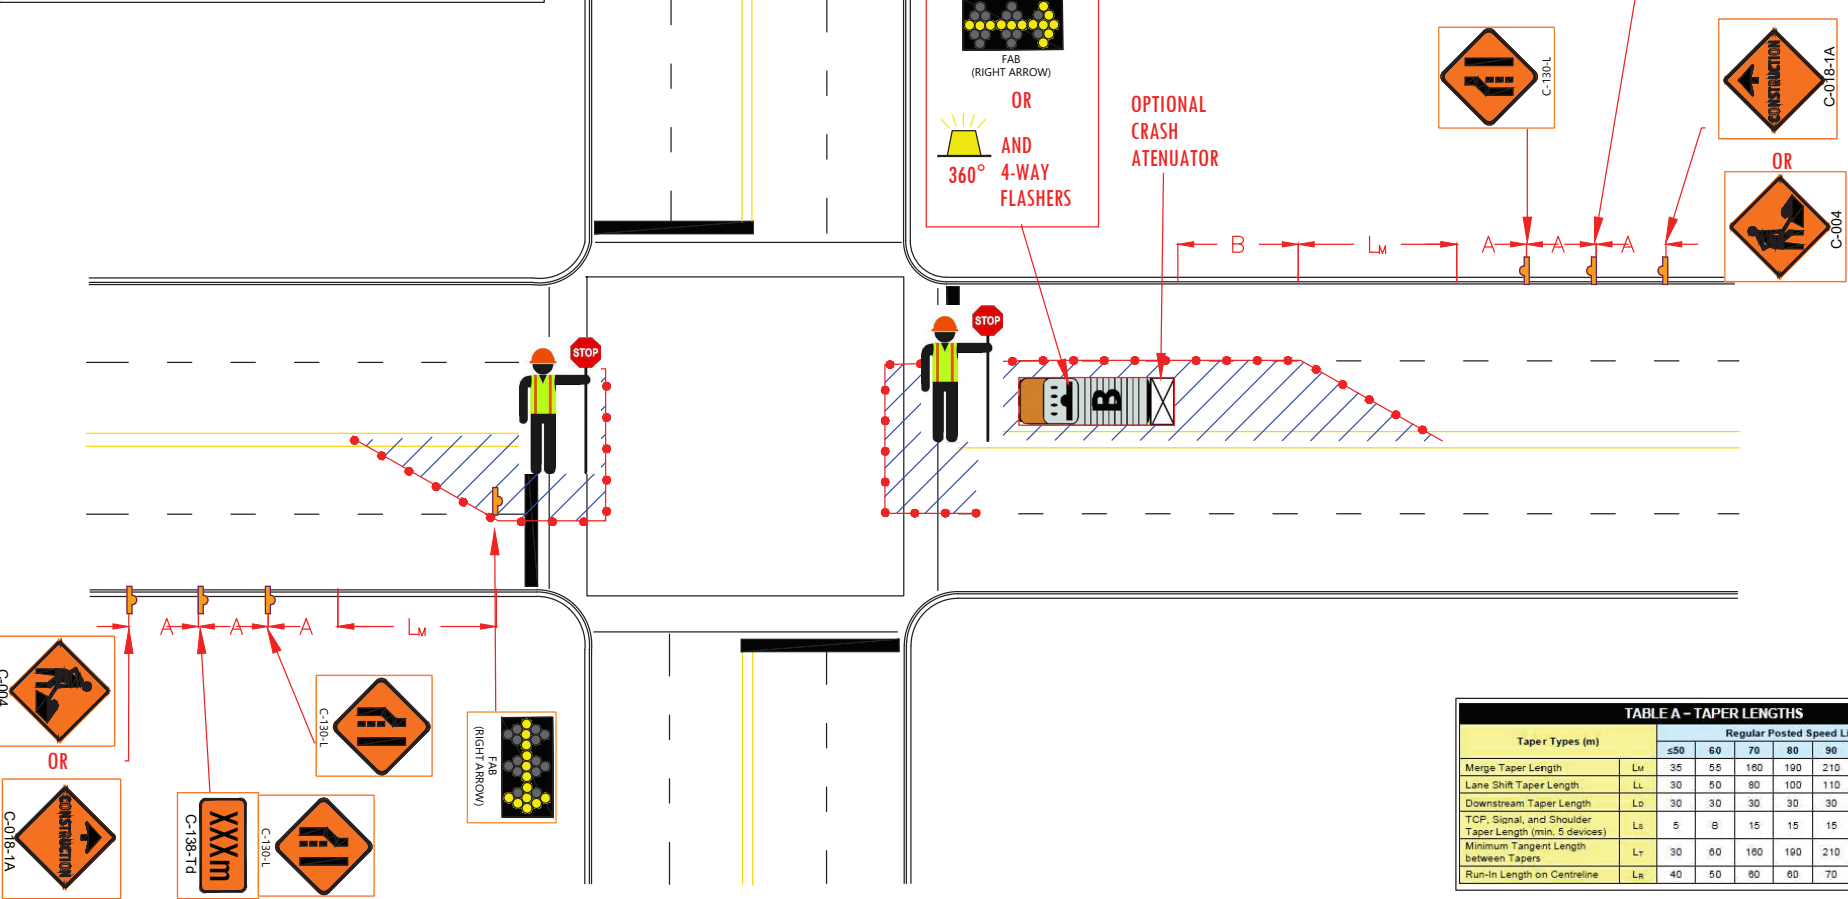 FAB
(RIGHT ARROW)
OR
AND
360°
4-WAY
FLASHERS
OPTIONAL
CRASH
ATENUATOR
C-130-L
CONSTRUCTION
C-018-1A
OR
C-004
B
LM
A
A
A
STOP
STOP
B
A
A
A
LM
C-004
OR
CONSTRUCTION
C-018-1A
XXXm
C-138-Td
C-130-L
C-130-L
FAB
(RIGHT ARROW)
TABLE A – TAPER LENGTHS
Taper Types (m)
Regular Posted Speed Li
≤50 60 70 80 90
Merge Taper Length LM 35 55 160 190 210
Lane Shift Taper Length LL 30 50 80 100 110
Downstream Taper Length LD 30 30 30 30 30
TCP, Signal, and Shoulder
Taper Length (min. 5 devices) LS 5 8 15 15 15
Minimum Tangent Length
between Tapers LT 30 60 160 190 210
Run-In Length on Centreline LR 40 50 60 60 70